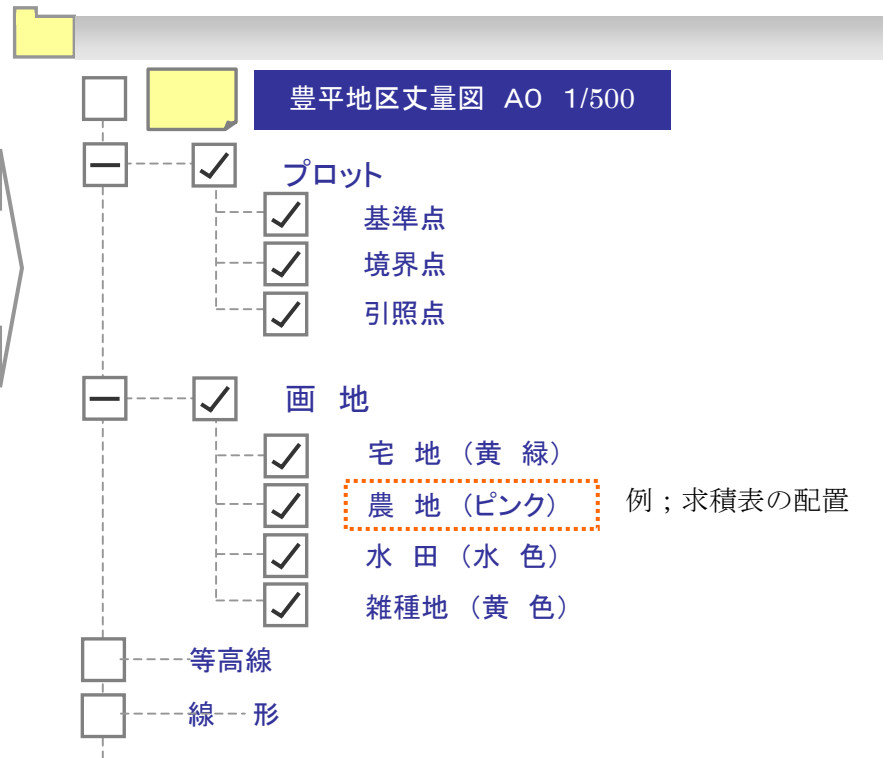 豊平地区丈量図 A0 1/500
プロット
基準点
境界点
引照点
画 地
宅 地 (黄 緑)
農 地 (ピンク) 例;求積表の配置
水 田 (水 色)
雑種地 (黄 色)
等高線
線 形